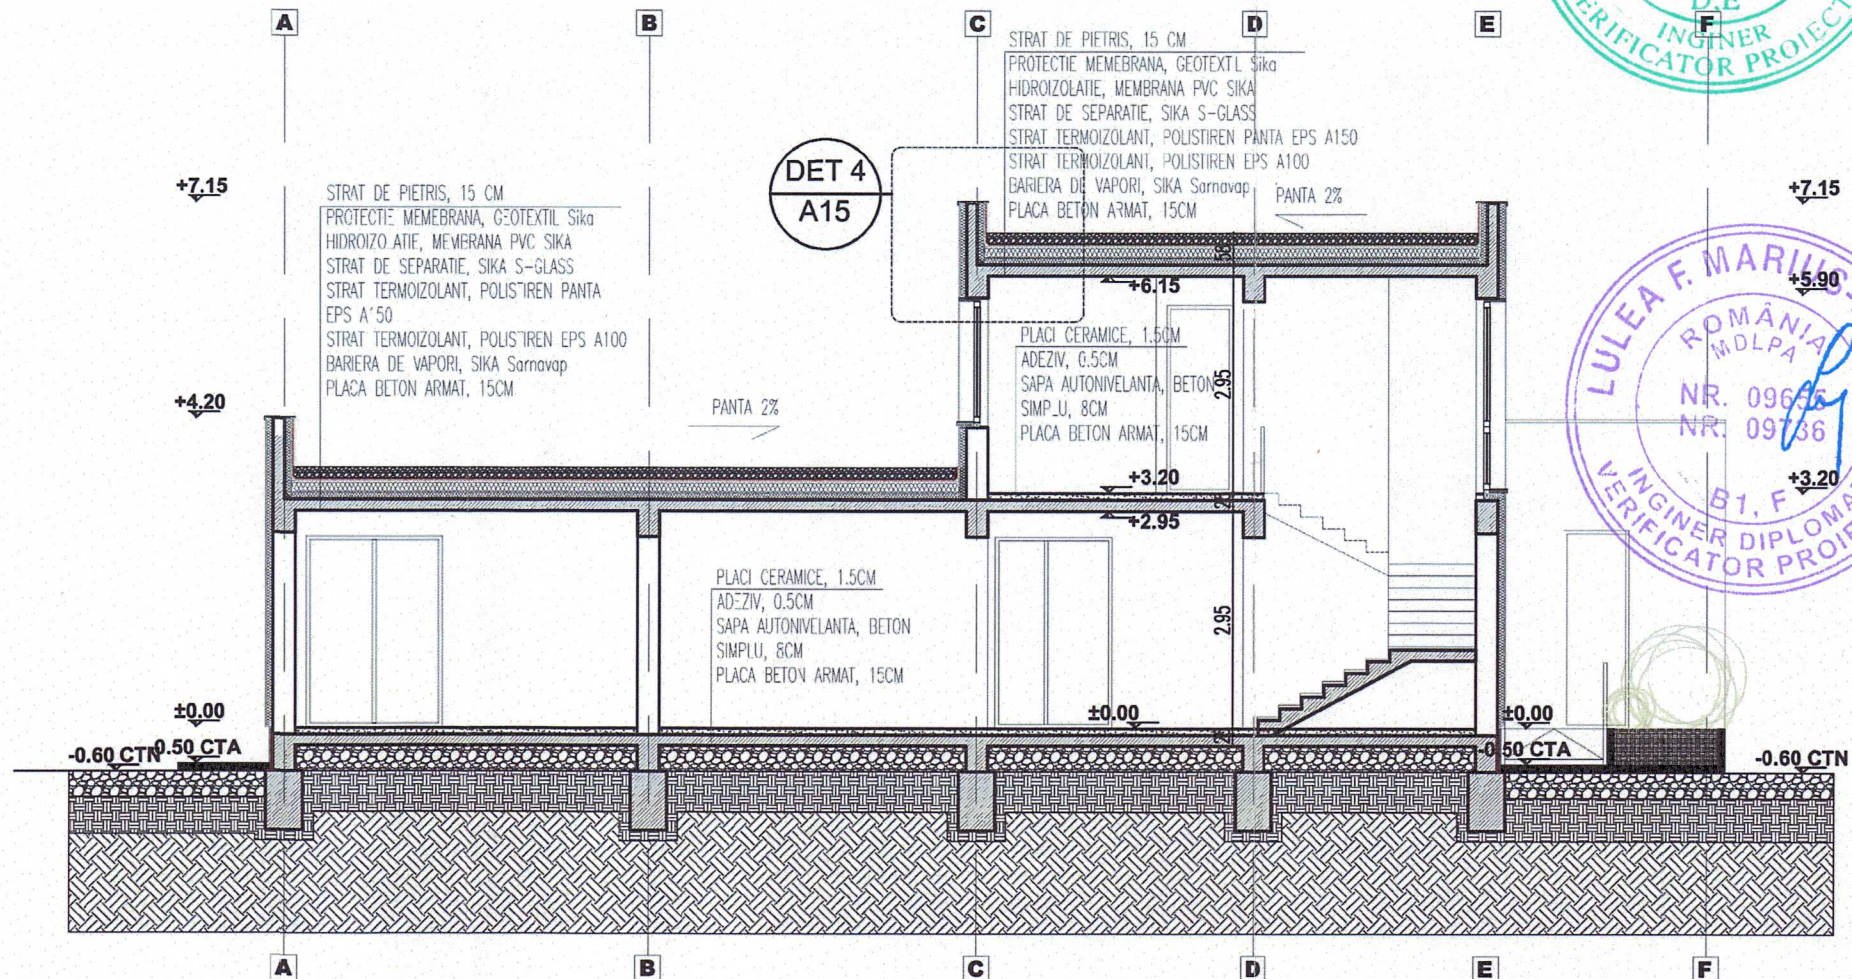 A
B
C
D
E
F
D.E
INGINER
VERIFICATOR PROIECT
STRAT DE PIETRIS, 15 CM
PROTECTIE MEMEBRANA, GEOTEXTIL Sika
HIDROIZOLATIE, MEMBRANA PVC SIKA
STRAT DE SEPARATIE, SIKA S-GLASS
STRAT TERMOIZOLANT, POLISTIREN PANTA EPS A150
STRAT TERMOIZOLANT, POLISTIREN EPS A100
BARIERA DE VAPORI, SIKA Sarnavap
PLACA BETON ARMAT, 15CM
PANTA 2%
DET 4
A15
+7.15
+7.15
STRAT DE PIETRIS, 15 CM
PROTECTIE MEMEBRANA, GEOTEXTIL Sika
HIDROIZOLATIE, MEMBRANA PVC SIKA
STRAT DE SEPARATIE, SIKA S-GLASS
STRAT TERMOIZOLANT, POLISTIREN PANTA
EPS A150
STRAT TERMOIZOLANT, POLISTIREN EPS A100
BARIERA DE VAPORI, SIKA Sarnavap
PLACA BETON ARMAT, 15CM
58
+6.15
+5.90
LULEA F. MARIUS-
ROMÂNIA
MDLPA
NR. 09655
NR. 09736
B1, F
INGINER DIPLOMA
VERIFICATOR PROIE
PLACI CERAMICE, 1.5CM
ADEZIV, 0.5CM
SAPA AUTONIVELANTA, BETON
SIMPLU, 8CM
PLACA BETON ARMAT, 15CM
2.95
+4.20
PANTA 2%
+3.20
+3.20
+2.95
PLACI CERAMICE, 1.5CM
ADEZIV, 0.5CM
SAPA AUTONIVELANTA, BETON
SIMPLU, 8CM
PLACA BETON ARMAT, 15CM
2.95
±0.00
±0.00
±0.00
-0.60 CTN
-0.50 CTA
-0.50 CTA
-0.60 CTN
A
B
C
D
E
F